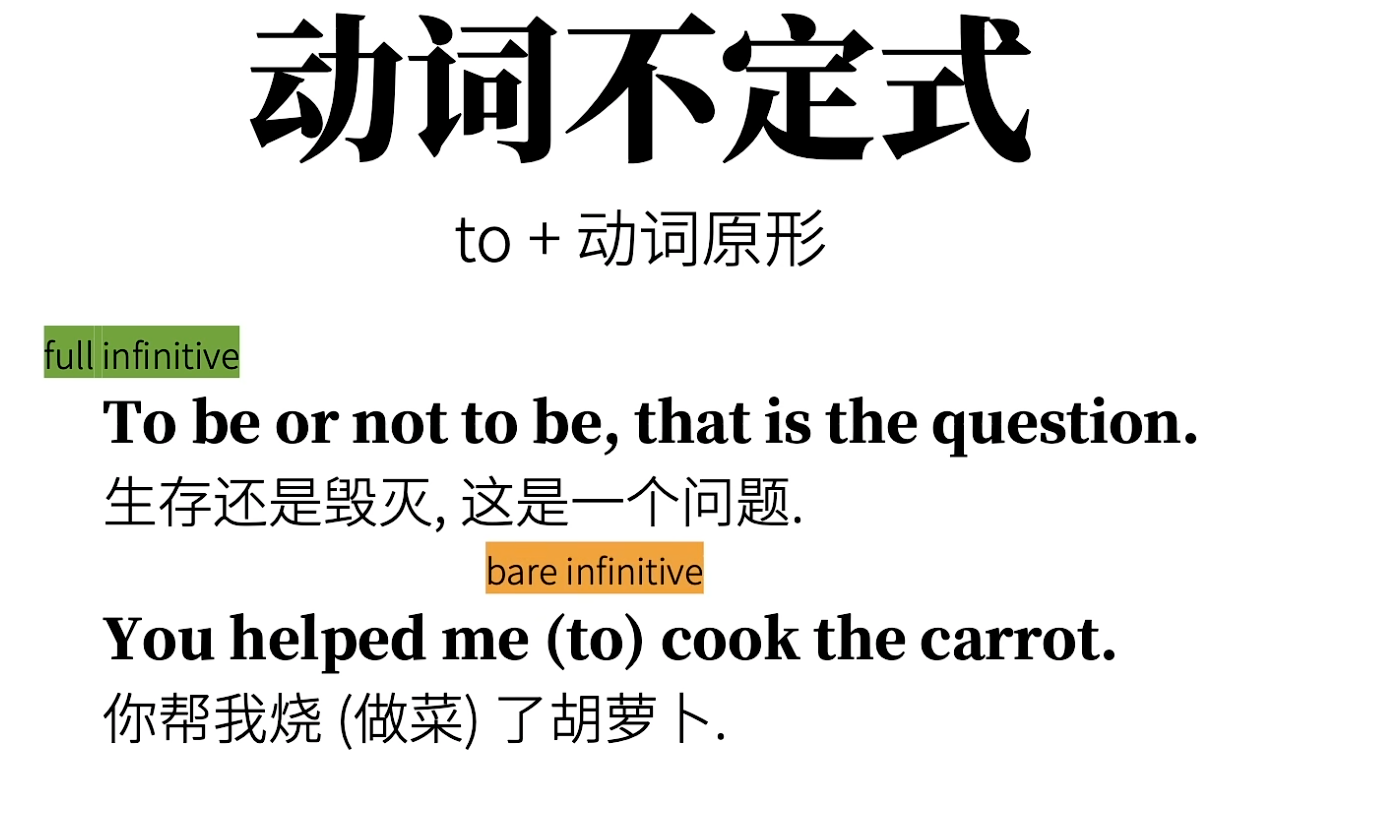 动词不定式
to + 动词原形
full infinitive
To be or not to be, that is the question.
生存还是毁灭, 这是一个问题.
bare infinitive
You helped me (to) cook the carrot.
你帮我烧 (做菜) 了胡萝卜.